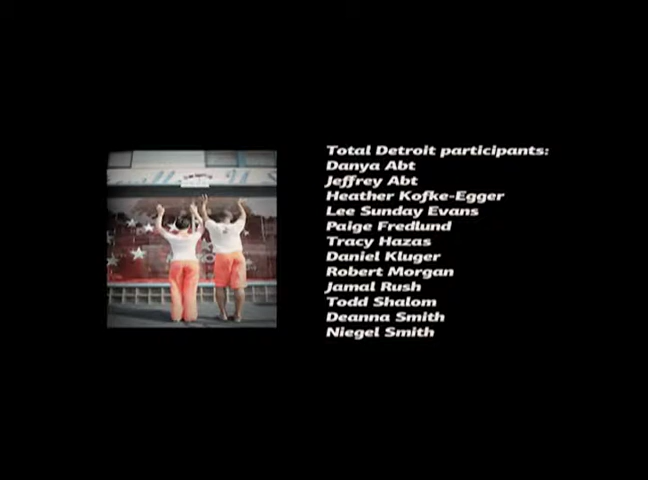 Total Detroit participants:
Danya Abt
Jeffrey Abt
Heather Kofke-Egger
Lee Sunday Evans
Paige Fredlund
Tracy Hazas
Daniel Kluger
Robert Morgan
Jamal Rush
Todd Shalom
Deanna Smith
Niegel Smith